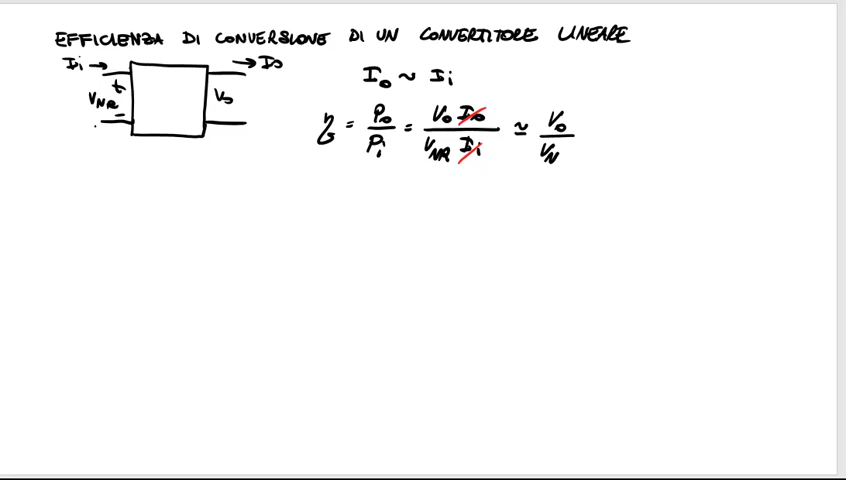 EFFICIENZA DI CONVERSIONE DI UN CONVERTITORE LINEARE
Ii → → Io
+
VNR Vo
−
Io ~ Ii
η = Po / Pi = Vo Io / VNR Ii ≃ Vo / VN